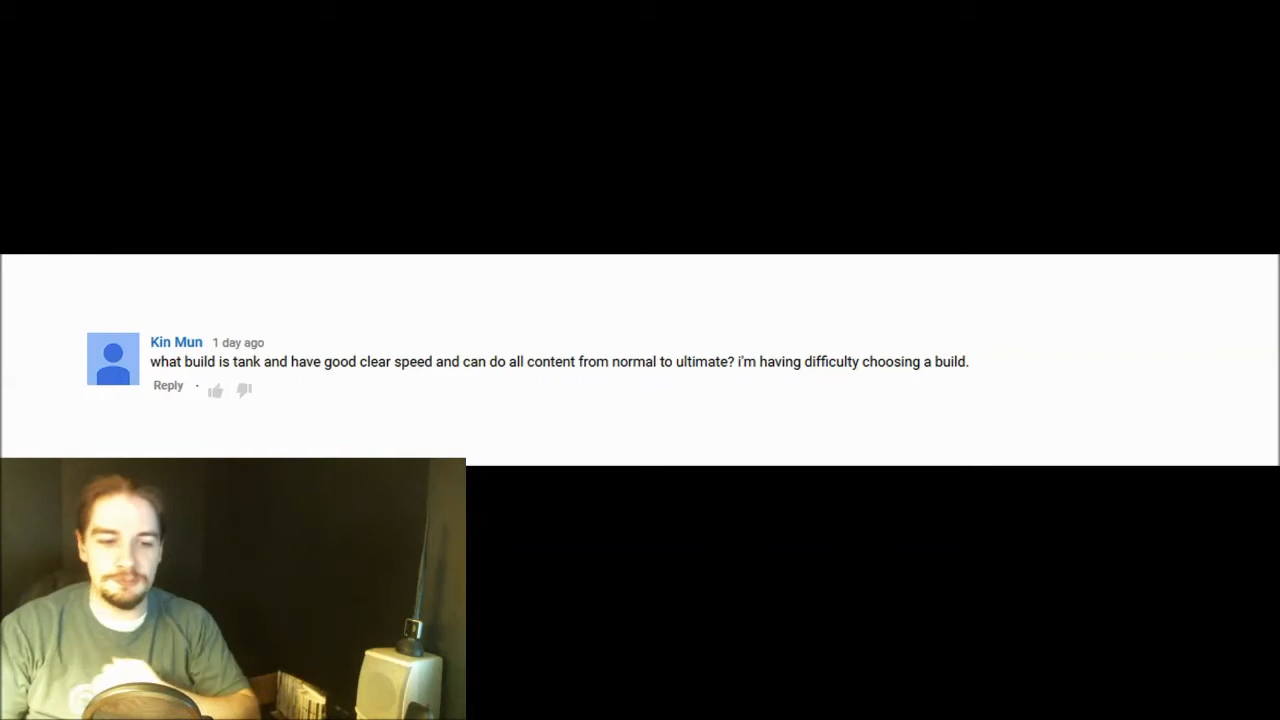 Kin Mun 1 day ago
what build is tank and have good clear speed and can do all content from normal to ultimate? i'm having difficulty choosing a build.
Reply ·